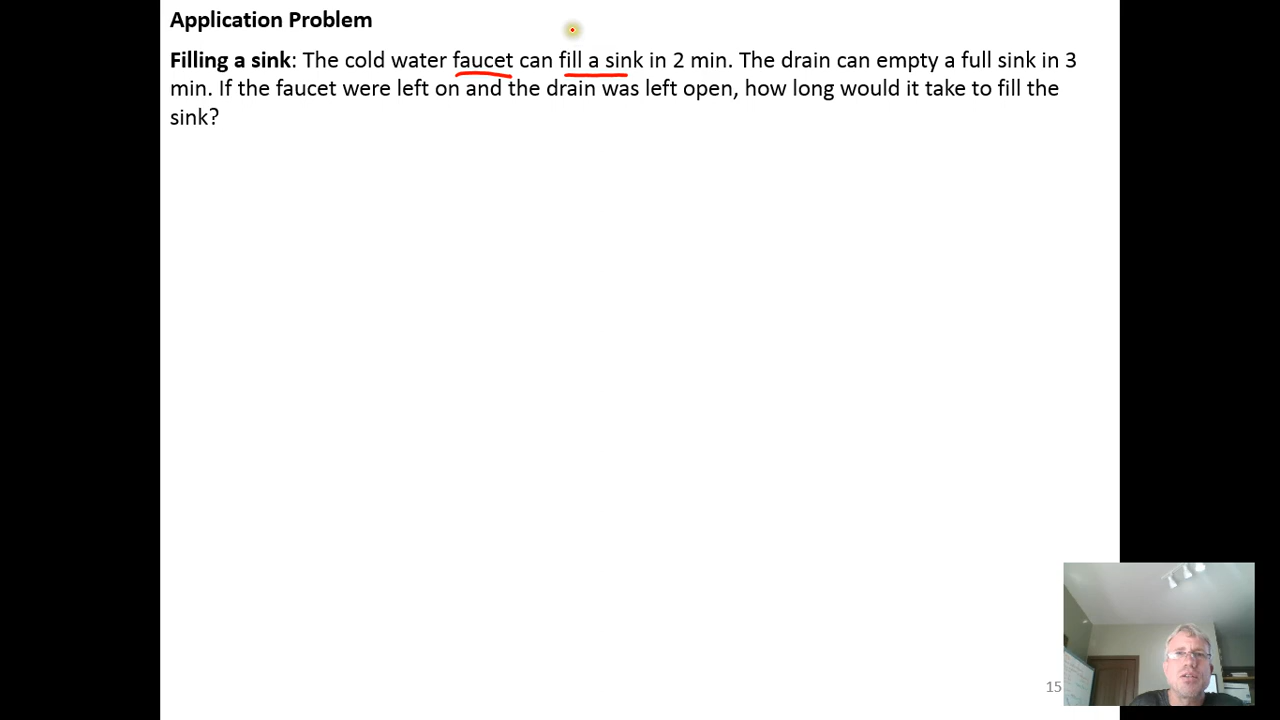 Application Problem
Filling a sink: The cold water faucet can fill a sink in 2 min. The drain can empty a full sink in 3
min. If the faucet were left on and the drain was left open, how long would it take to fill the
sink?
15